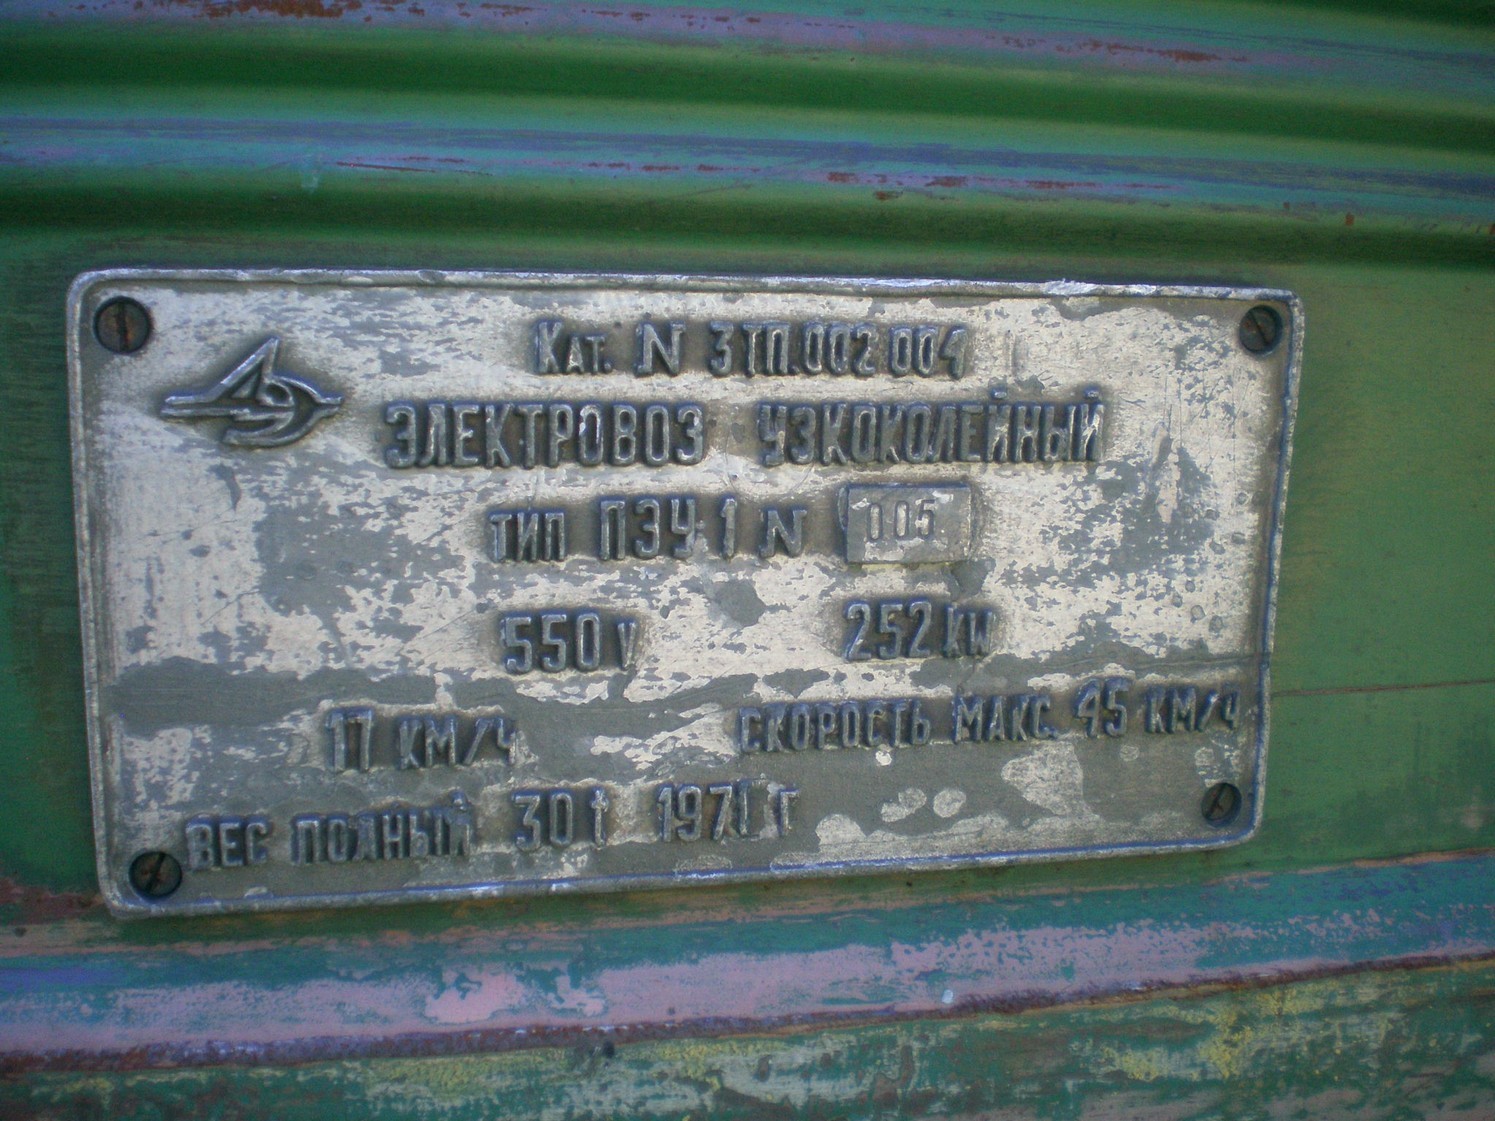 Кат. N 3ТП.002 004
ЭЛЕКТРОВОЗ УЗКОКОЛЕЙНЫЙ
ТИП ПЭУ 1 N 005
550 V 252 kW
17 КМ/Ч СКОРОСТЬ МАКС. 45 КМ/Ч
ВЕС ПОЛНЫЙ 30 t 1971 Г